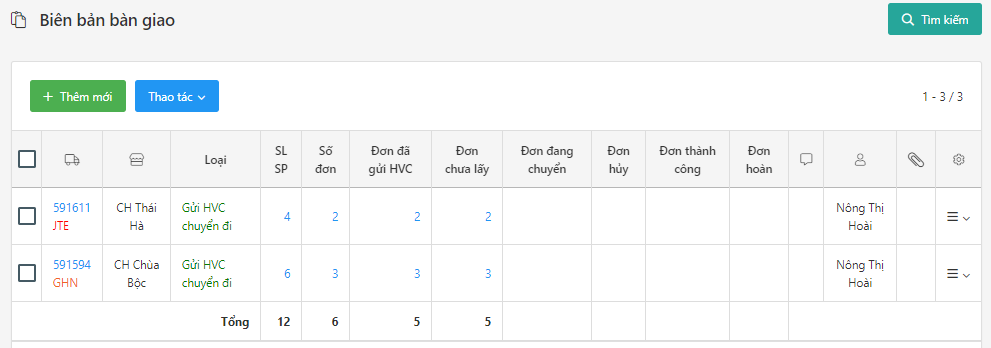 Biên bản bàn giao
Tìm kiếm
+ Thêm mới
Thao tác
1 - 3 / 3
Loại
SL
SP
Số
đơn
Đơn đã
gửi HVC
Đơn
chưa lấy
Đơn đang
chuyển
Đơn
hủy
Đơn thành
công
Đơn
hoàn
591611
JTE
CH Thái
Hà
Gửi HVC
chuyển đi
4
2
2
2
Nông Thị
Hoài
591594
GHN
CH Chùa
Bộc
Gửi HVC
chuyển đi
6
3
3
3
Nông Thị
Hoài
Tổng
12
6
5
5